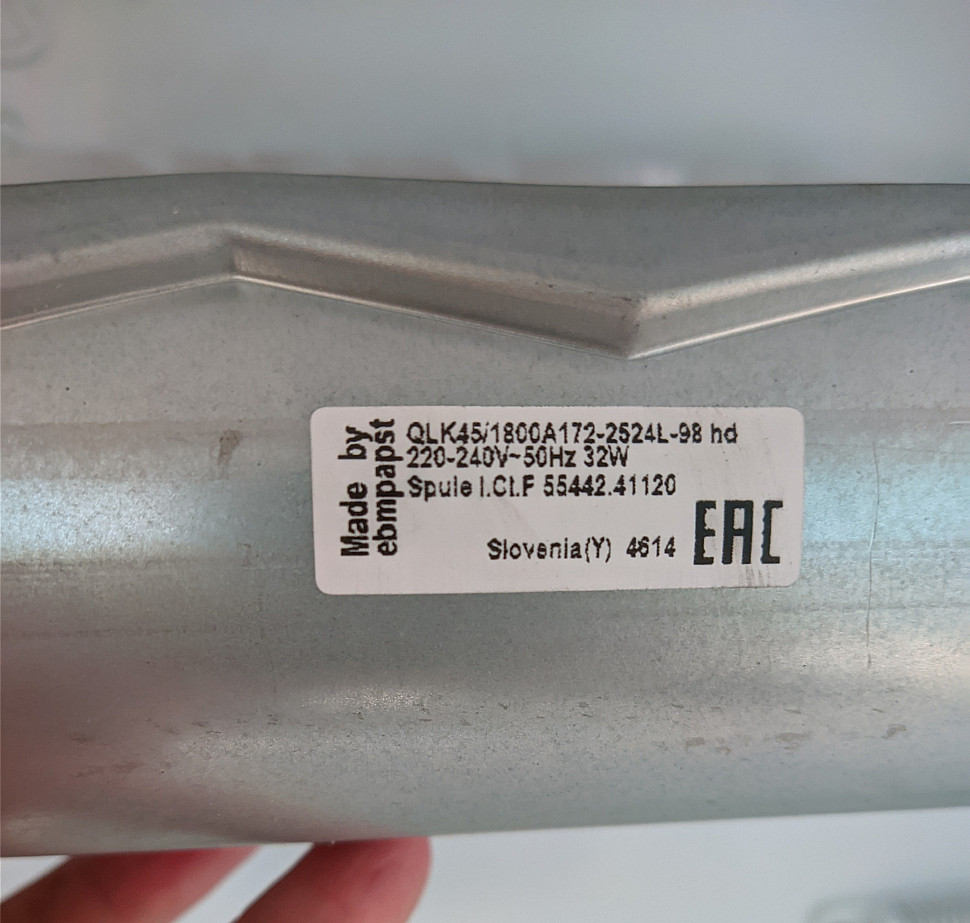 Made by
ebmpapst
QLK45/1800A172-2524L-98 hd
220-240V~50Hz 32W
Spule I.Cl.F 55442.41120
Slovenia(Y) 4614
EAC